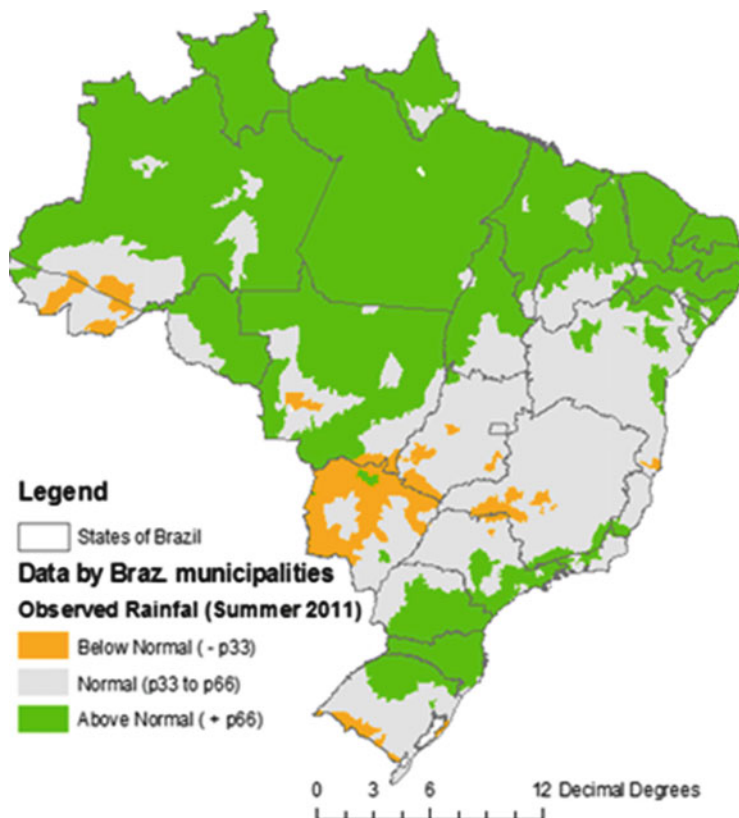 Legend
States of Brazil
Data by Braz. municipalities
Observed Rainfal (Summer 2011)
Below Normal ( - p33)
Normal (p33 to p66)
Above Normal ( + p66)
0 3 6 12 Decimal Degrees